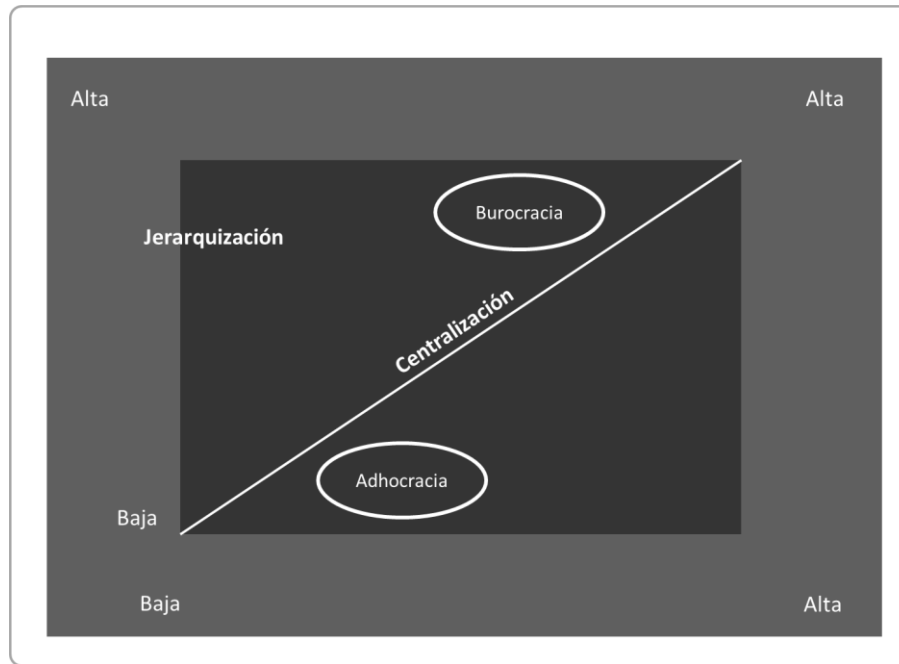 Alta
Alta
Burocracia
Jerarquización
Centralización
Adhocracia
Baja
Baja
Alta